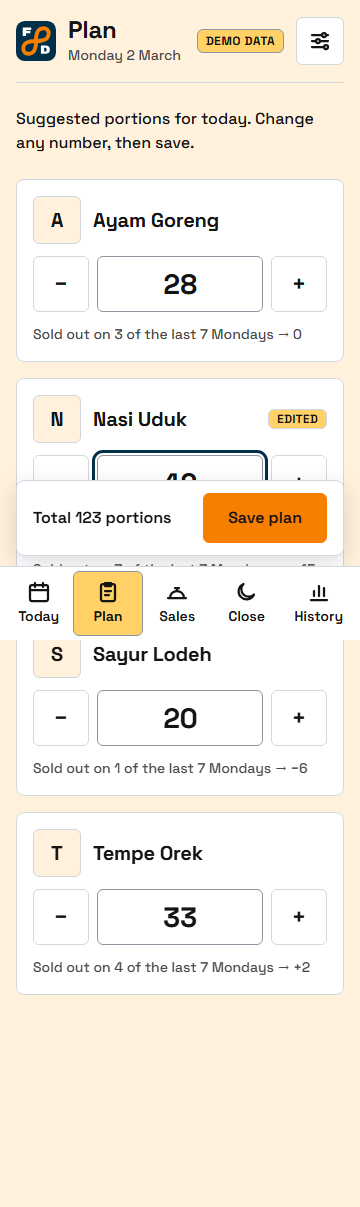 F
D
Plan
Monday 2 March
DEMO DATA
Suggested portions for today. Change
any number, then save.
A
Ayam Goreng
−
28
+
Sold out on 3 of the last 7 Mondays → 0
N
Nasi Uduk
EDITED
Total 123 portions
Save plan
Today
Plan
Sales
Close
History
S
Sayur Lodeh
−
20
+
Sold out on 1 of the last 7 Mondays → −6
T
Tempe Orek
−
33
+
Sold out on 4 of the last 7 Mondays → +2